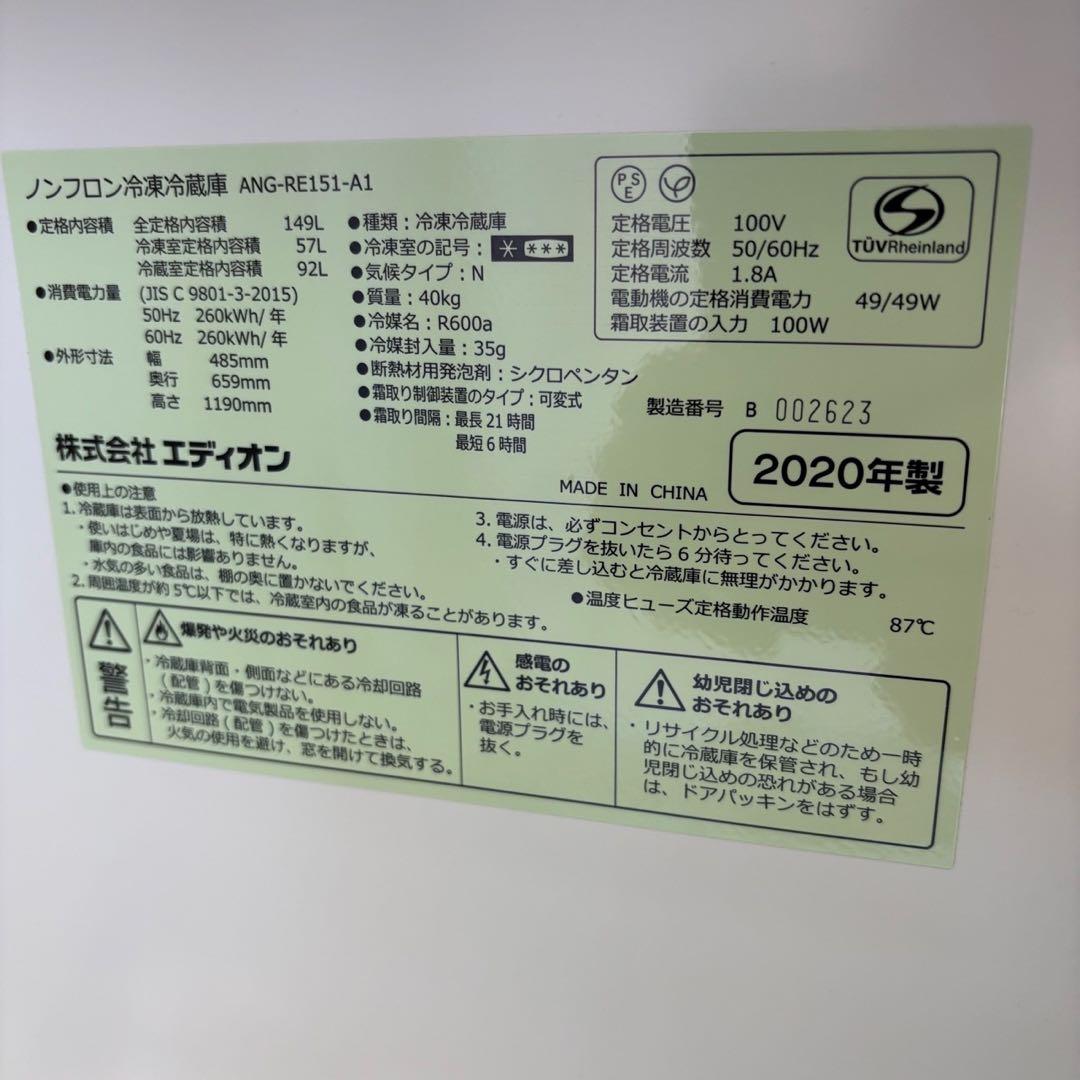 ノンフロン冷凍冷蔵庫 ANG-RE151-A1
●定格内容積 全定格内容積 149L
冷凍室定格内容積 57L
冷蔵室定格内容積 92L
●消費電力量 (JIS C 9801-3-2015)
50Hz 260kWh/年
60Hz 260kWh/年
●外形寸法 幅 485mm
奥行 659mm
高さ 1190mm
●種類：冷凍冷蔵庫
●冷凍室の記号：* ***
●気候タイプ：N
●質量：40kg
●冷媒名：R600a
●冷媒封入量：35g
●断熱材用発泡剤：シクロペンタン
●霜取り制御装置のタイプ：可変式
●霜取り間隔：最長 21 時間
最短 6 時間
PSE
定格電圧 100V
定格周波数 50/60Hz
定格電流 1.8A
電動機の定格消費電力 49/49W
霜取装置の入力 100W
TÜVRheinland
製造番号 B 002623
株式会社 エディオン
MADE IN CHINA
2020年製
●使用上の注意
1. 冷蔵庫は表面から放熱しています。
・使いはじめや夏場は、特に熱くなりますが、
庫内の食品には影響ありません。
・水気の多い食品は、棚の奥に置かないでください。
2. 周囲温度が約 5℃以下では、冷蔵室内の食品が凍ることがあります。
3. 電源は、必ずコンセントからとってください。
4. 電源プラグを抜いたら 6 分待ってください。
・すぐに差し込むと冷蔵庫に無理がかかります。
●温度ヒューズ定格動作温度 87℃
警告
爆発や火災のおそれあり
・冷蔵庫背面・側面などにある冷却回路
(配管) を傷つけない。
・冷蔵庫内で電気製品を使用しない。
・冷却回路 (配管) を傷つけたときは、
火気の使用を避け、窓を開けて換気する。
感電の
おそれあり
・お手入れ時には、
電源プラグを
抜く。
幼児閉じ込めの
おそれあり
・リサイクル処理などのため一時
的に冷蔵庫を保管され、もし幼
児閉じ込めの恐れがある場合
は、ドアパッキンをはずす。